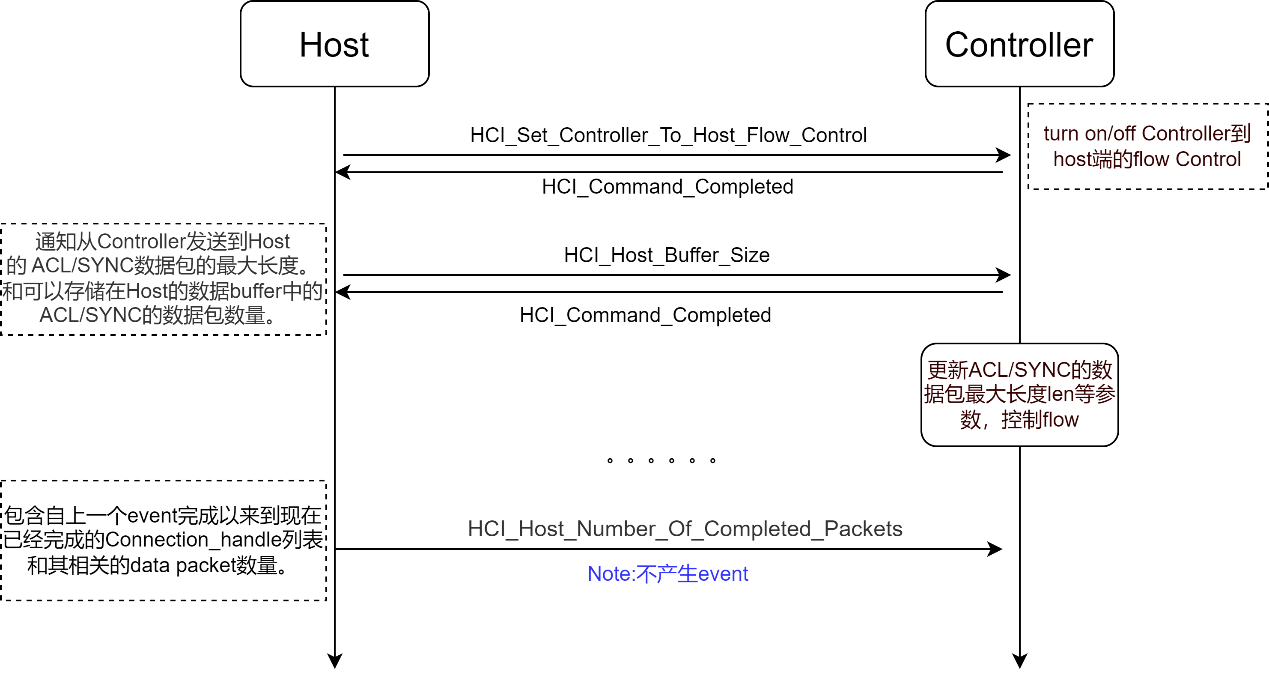 Host
Controller
HCI_Set_Controller_To_Host_Flow_Control
turn on/off Controller到
host端的flow Control
HCI_Command_Completed
通知从Controller发送到Host
的 ACL/SYNC数据包的最大长度。
和可以存储在Host的数据buffer中的
ACL/SYNC的数据包数量。
HCI_Host_Buffer_Size
HCI_Command_Completed
更新ACL/SYNC的数
据包最大长度len等参
数，控制flow
。。。。。。
包含自上一个event完成以来到现在
已经完成的Connection_handle列表
和其相关的data packet数量。
HCI_Host_Number_Of_Completed_Packets
Note:不产生event